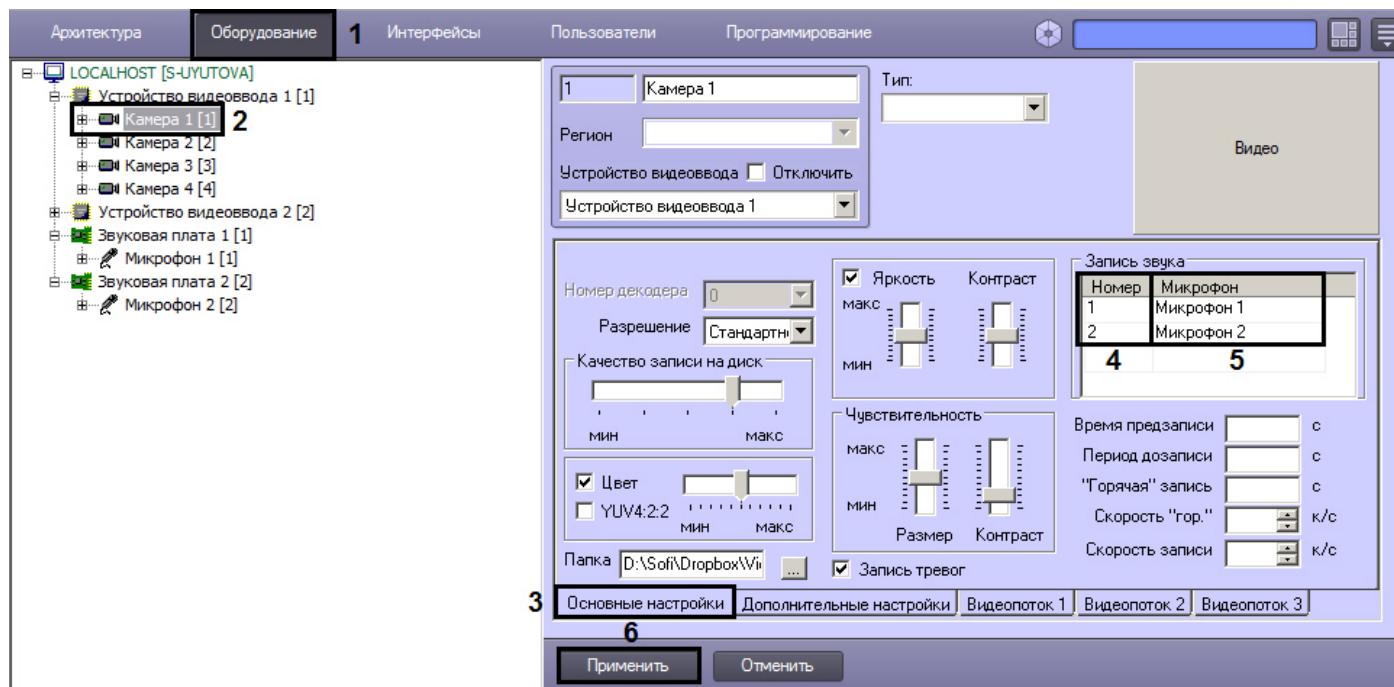 Архитектура Оборудование 1 Интерфейсы Пользователи Программирование
LOCALHOST [S-UYUTOVA]
Устройство видеоввода 1 [1]
Камера 1 [1] 2
Камера 2 [2]
Камера 3 [3]
Камера 4 [4]
Устройство видеоввода 2 [2]
Звуковая плата 1 [1]
Микрофон 1 [1]
Звуковая плата 2 [2]
Микрофон 2 [2]
1 Камера 1
Регион
Устройство видеоввода Отключить
Устройство видеоввода 1
Тип:
Видео
Номер декодера 0
Разрешение Стандартн
Качество записи на диск
мин макс
Цвет
YUV4:2:2
мин макс
Папка D:\Sofi\Dropbox\Vi ...
Яркость Контраст
макс
мин
Чувствительность
макс
мин
Размер Контраст
Запись тревог
Запись звука
Номер Микрофон
1 Микрофон 1
2 Микрофон 2
4 5
Время предзаписи с
Период дозаписи с
"Горячая" запись с
Скорость "гор." к/с
Скорость записи к/с
3 Основные настройки Дополнительные настройки Видеопоток 1 Видеопоток 2 Видеопоток 3
6
Применить Отменить